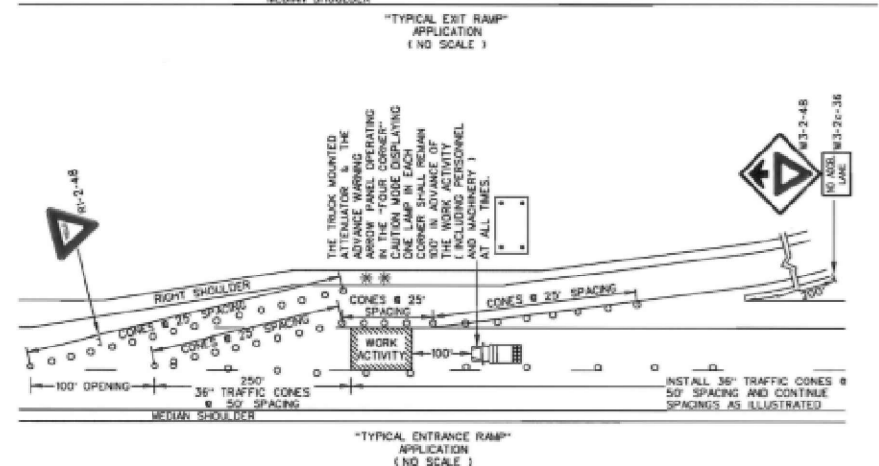 MEDIAN SHOULDER
"TYPICAL EXIT RAMP"
APPLICATION
( NO SCALE )
R1-2-48
THE TRUCK MOUNTED
ATTENUATOR & THE
ADVANCE WARNING
ARROW PANEL OPERATING
IN THE "FOUR CORNER"
CAUTION MODE DISPLAYING
ONE LAMP IN EACH
CORNER SHALL REMAIN
100' IN ADVANCE OF
THE WORK ACTIVITY
( INCLUDING PERSONNEL
AND MACHINERY )
AT ALL TIMES.
W3-2-48
W3-2c-36
NO ACCEL
LANE
RIGHT SHOULDER
**
CONES @ 25' SPACING
CONES @ 25' SPACING
CONES @ 25'
SPACING
CONES @ 25' SPACING
200'
WORK
ACTIVITY
100'
100' OPENING
250'
36" TRAFFIC CONES
@ 50' SPACING
INSTALL 36" TRAFFIC CONES @
50' SPACING AND CONTINUE
SPACINGS AS ILLUSTRATED
MEDIAN SHOULDER
"TYPICAL ENTRANCE RAMP"
APPLICATION
( NO SCALE )